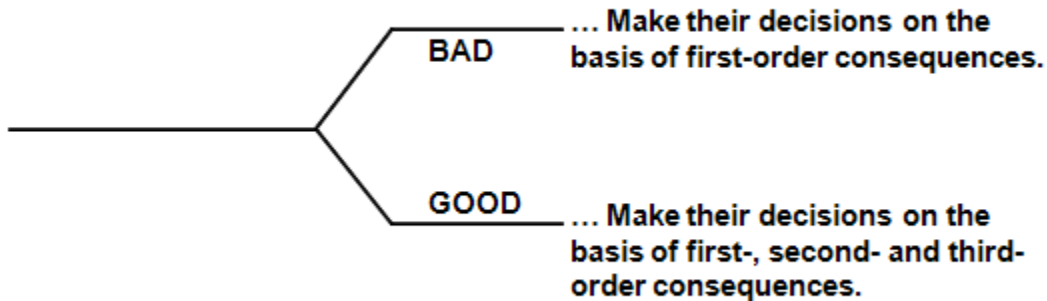 BAD
... Make their decisions on the
basis of first-order consequences.
GOOD
... Make their decisions on the
basis of first-, second- and third-
order consequences.